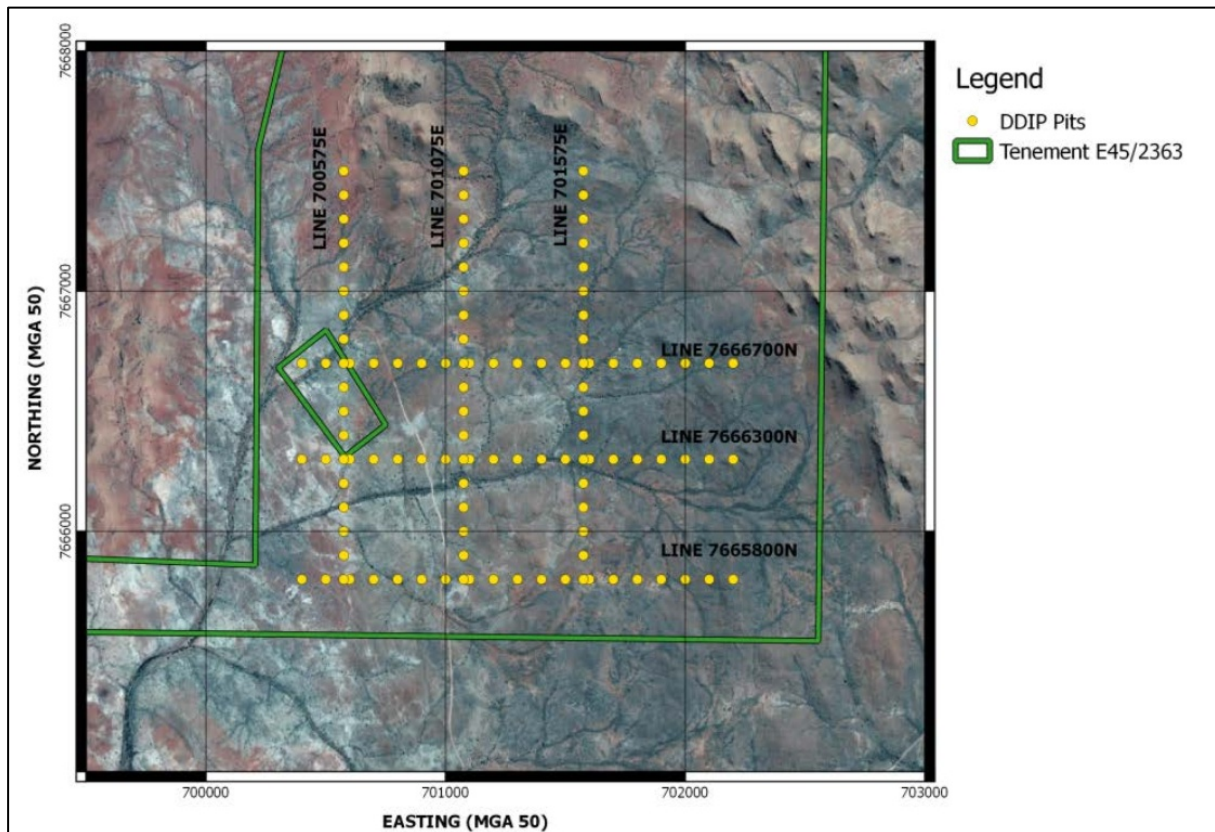 7668000
7667000
7666000
NORTHING (MGA 50)
LINE 700575E
LINE 701075E
LINE 701575E
LINE 7666700N
LINE 7666300N
LINE 7665800N
700000
701000
702000
703000
EASTING (MGA 50)
Legend
DDIP Pits
Tenement E45/2363